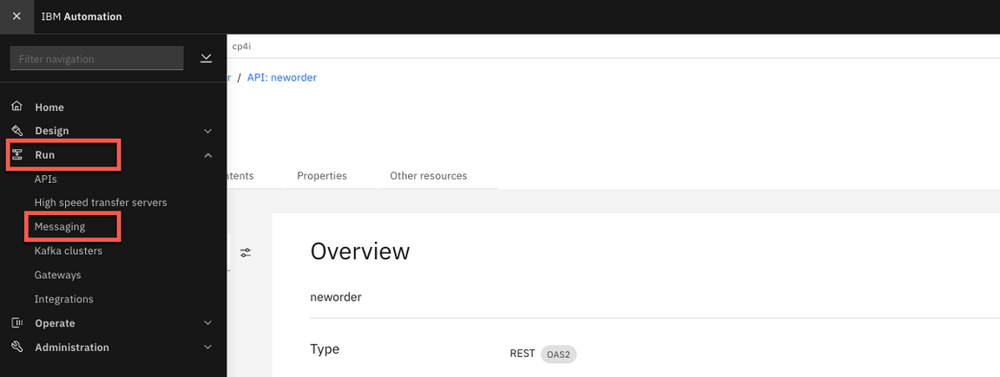 IBM Automation
Filter navigation
cp4i
r / API: neworder
Home
Design
Run
APIs
High speed transfer servers
Messaging
Kafka clusters
Gateways
Integrations
Operate
Administration
ntents Properties Other resources
Overview
neworder
Type REST OAS2